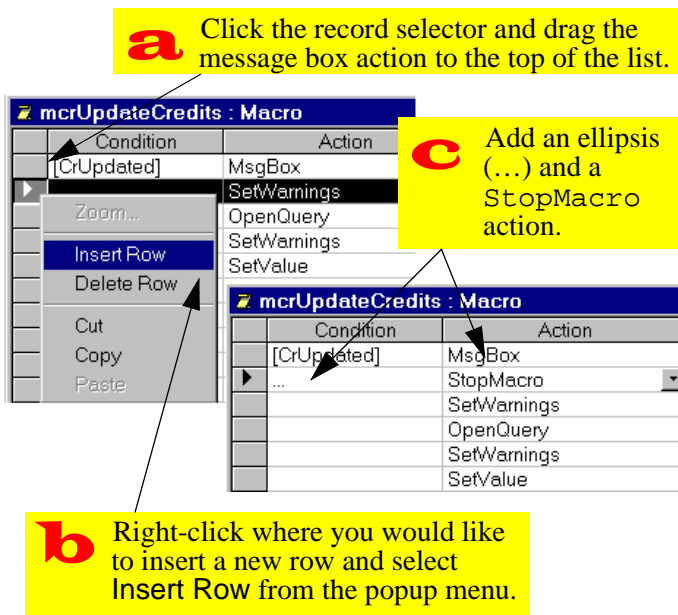 a Click the record selector and drag the
message box action to the top of the list.
mcrUpdateCredits : Macro
Condition Action
[CrUpdated] MsgBox
SetWarnings
OpenQuery
SetWarnings
SetValue
Zoom...
Insert Row
Delete Row
Cut
Copy
Paste
c Add an ellipsis
(…) and a
StopMacro
action.
mcrUpdateCredits : Macro
Condition Action
[CrUpdated] MsgBox
... StopMacro
SetWarnings
OpenQuery
SetWarnings
SetValue
b Right-click where you would like
to insert a new row and select
Insert Row from the popup menu.